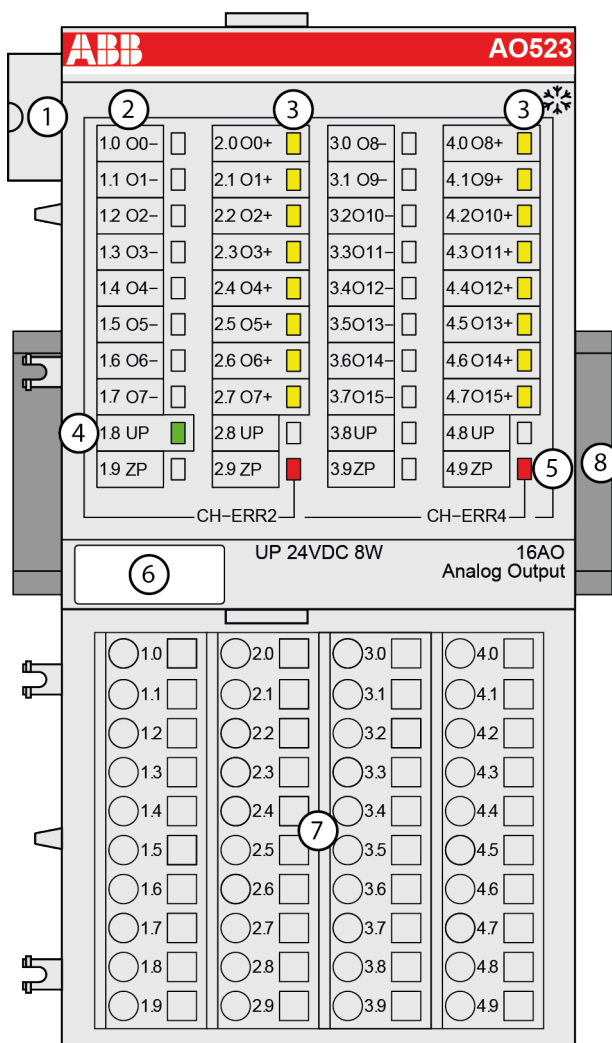 ABB AO523
1 2 3 3
1.0 O0− 2.0 O0+ 3.0 O8− 4.0 O8+
1.1 O1− 2.1 O1+ 3.1 O9− 4.1 O9+
1.2 O2− 2.2 O2+ 3.2 O10− 4.2 O10+
1.3 O3− 2.3 O3+ 3.3 O11− 4.3 O11+
1.4 O4− 2.4 O4+ 3.4 O12− 4.4 O12+
1.5 O5− 2.5 O5+ 3.5 O13− 4.5 O13+
1.6 O6− 2.6 O6+ 3.6 O14− 4.6 O14+
1.7 O7− 2.7 O7+ 3.7 O15− 4.7 O15+
4 1.8 UP 2.8 UP 3.8 UP 4.8 UP
1.9 ZP 2.9 ZP 3.9 ZP 4.9 ZP 5 8
CH−ERR2 CH−ERR4
6 UP 24VDC 8W 16AO
Analog Output
1.0 2.0 3.0 4.0
1.1 2.1 3.1 4.1
1.2 2.2 3.2 4.2
1.3 2.3 3.3 4.3
1.4 2.4 3.4 4.4
7
1.5 2.5 3.5 4.5
1.6 2.6 3.6 4.6
1.7 2.7 3.7 4.7
1.8 2.8 3.8 4.8
1.9 2.9 3.9 4.9